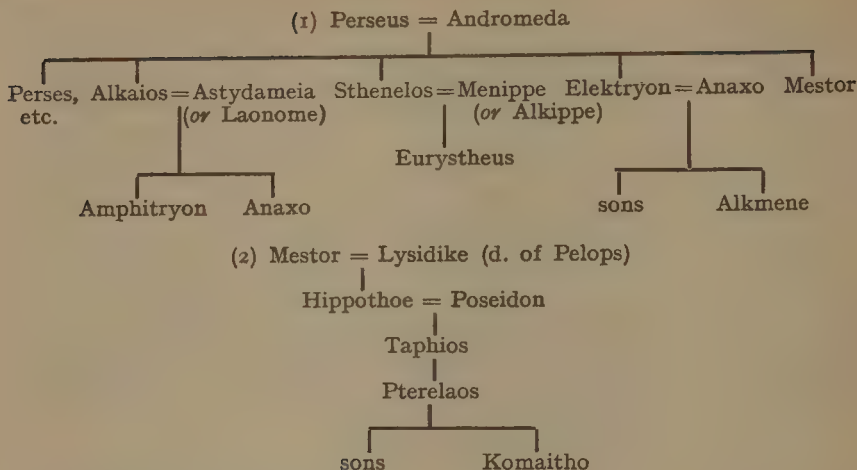 (1) Perseus = Andromeda
Perses, Alkaios = Astydameia Sthenelos = Menippe Elektryon = Anaxo Mestor
etc. (or Laonome) (or Alkippe)
Eurystheus
Amphitryon Anaxo sons Alkmene
(2) Mestor = Lysidike (d. of Pelops)
Hippothoe = Poseidon
Taphios
Pterelaos
sons Komaitho